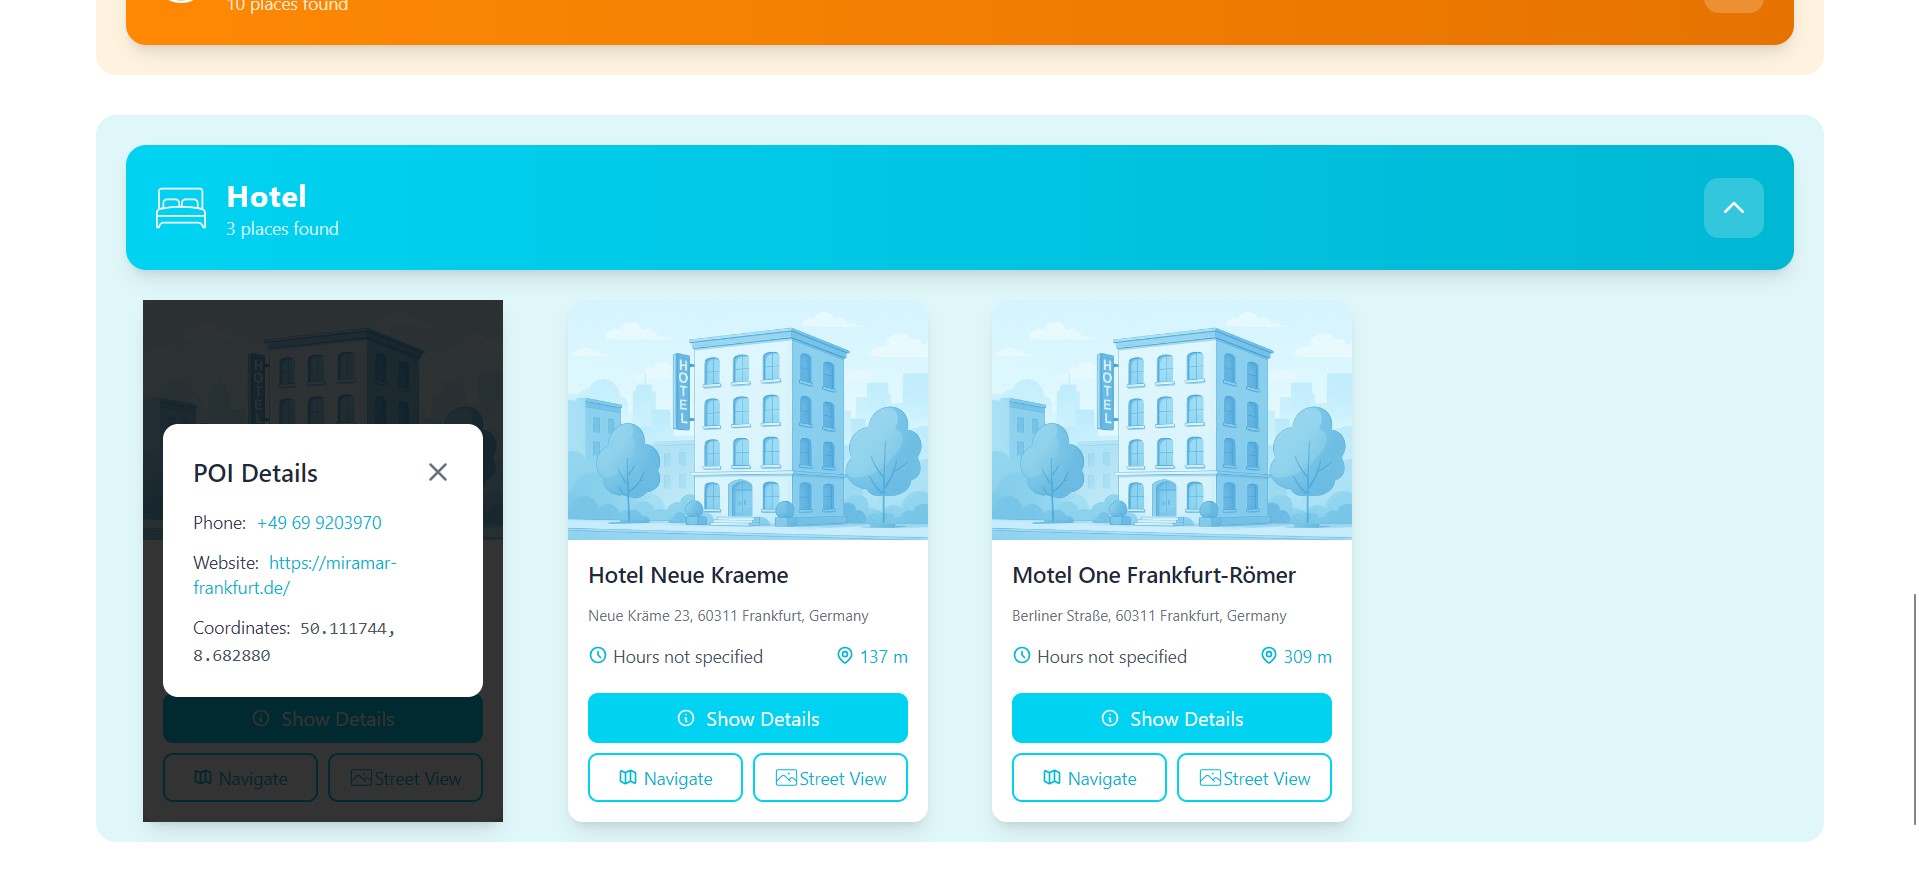 10 places found
Hotel
3 places found
HOTEL
POI Details
Phone: +49 69 9203970
Website: https://miramar-
frankfurt.de/
Coordinates: 50.111744,
8.682880
Show Details
Navigate
Street View
HOTEL
Hotel Neue Kraeme
Neue Kräme 23, 60311 Frankfurt, Germany
Hours not specified
137 m
Show Details
Navigate
Street View
HOTEL
Motel One Frankfurt-Römer
Berliner Straße, 60311 Frankfurt, Germany
Hours not specified
309 m
Show Details
Navigate
Street View